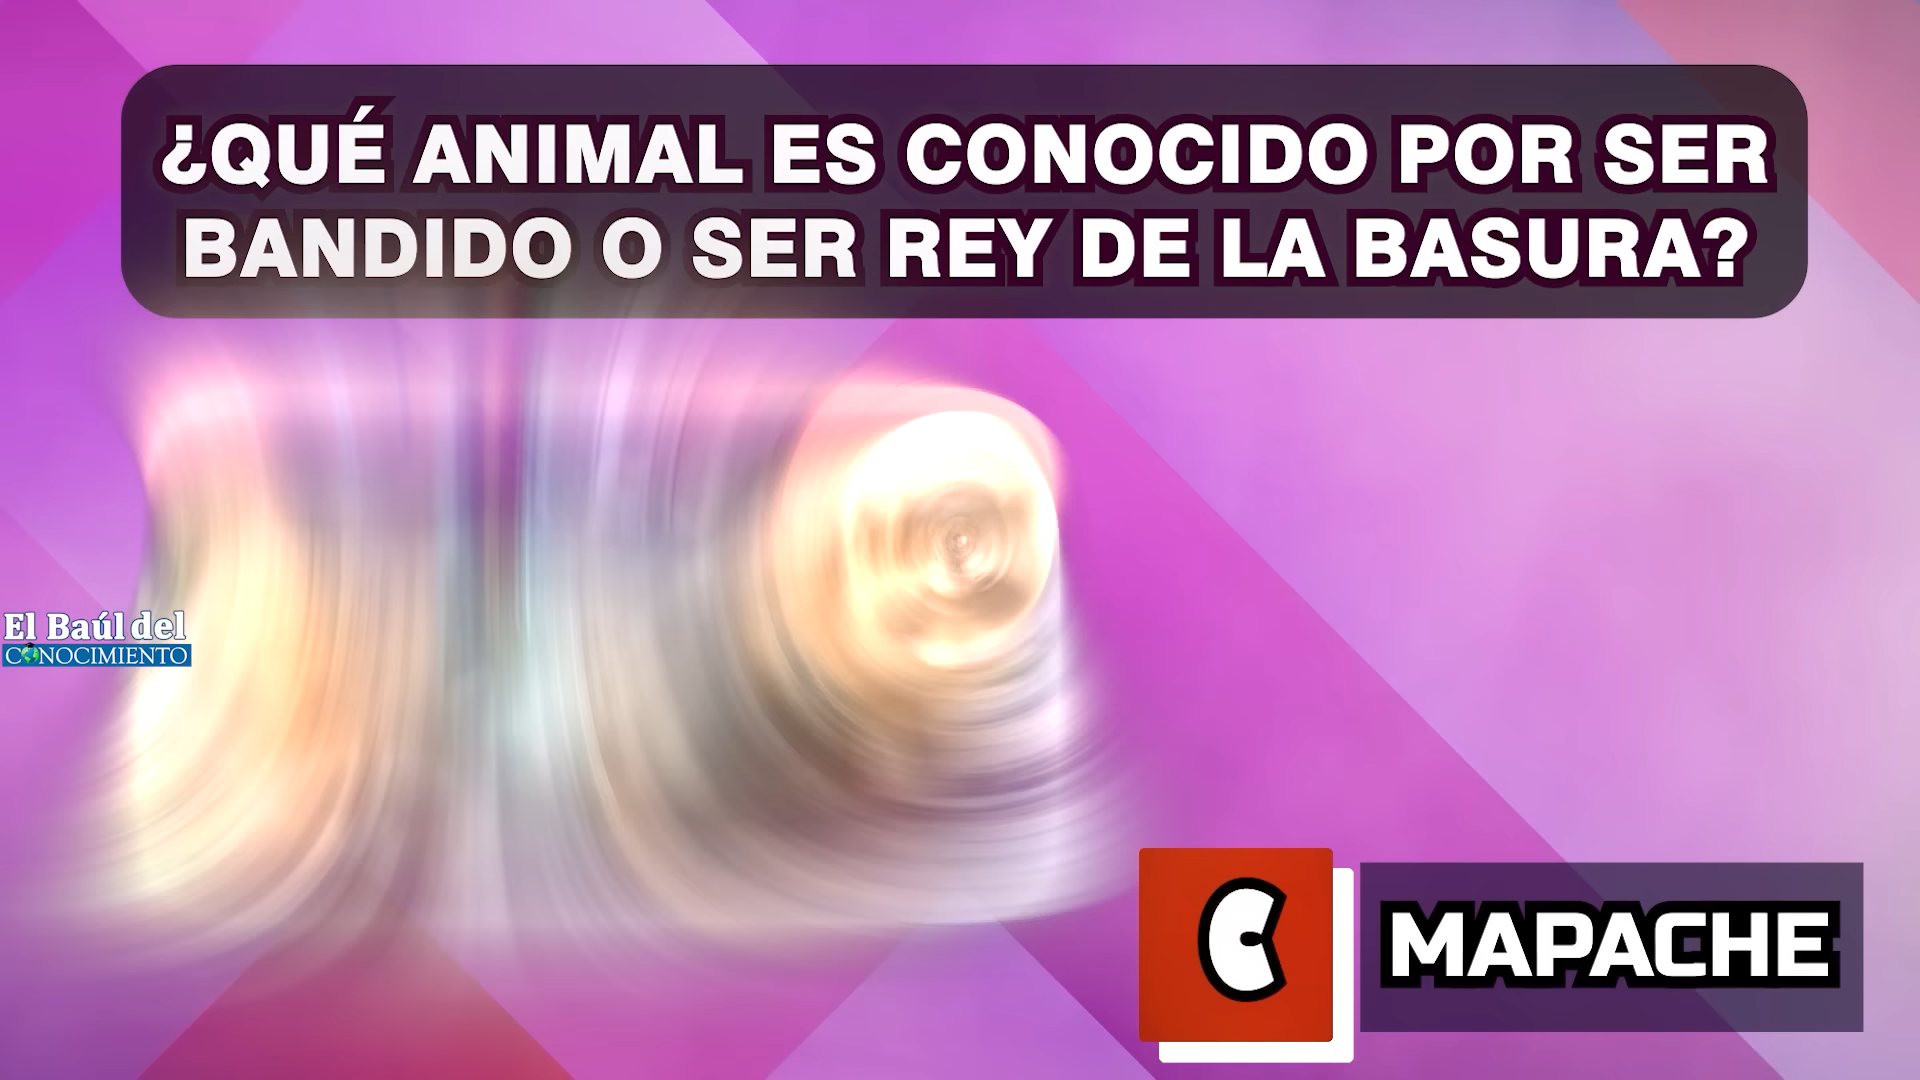 ¿QUÉ ANIMAL ES CONOCIDO POR SER
BANDIDO O SER REY DE LA BASURA?
El Baúl del
CONOCIMIENTO
C
MAPACHE